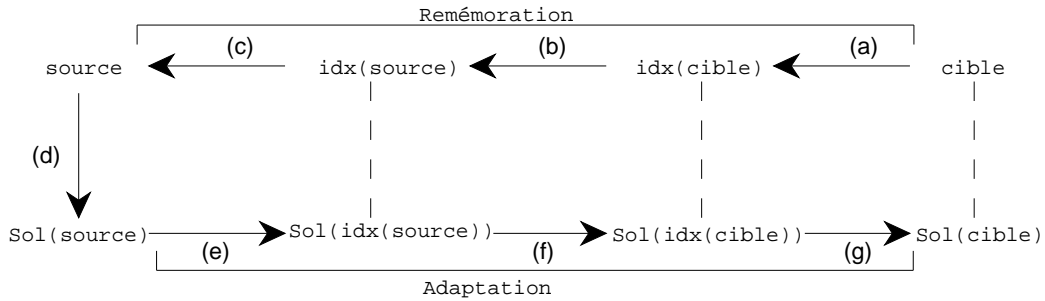 Remémoration
(c) (b) (a)
source idx(source) idx(cible) cible
(d)
Sol(source) Sol(idx(source)) Sol(idx(cible)) Sol(cible)
(e) (f) (g)
Adaptation